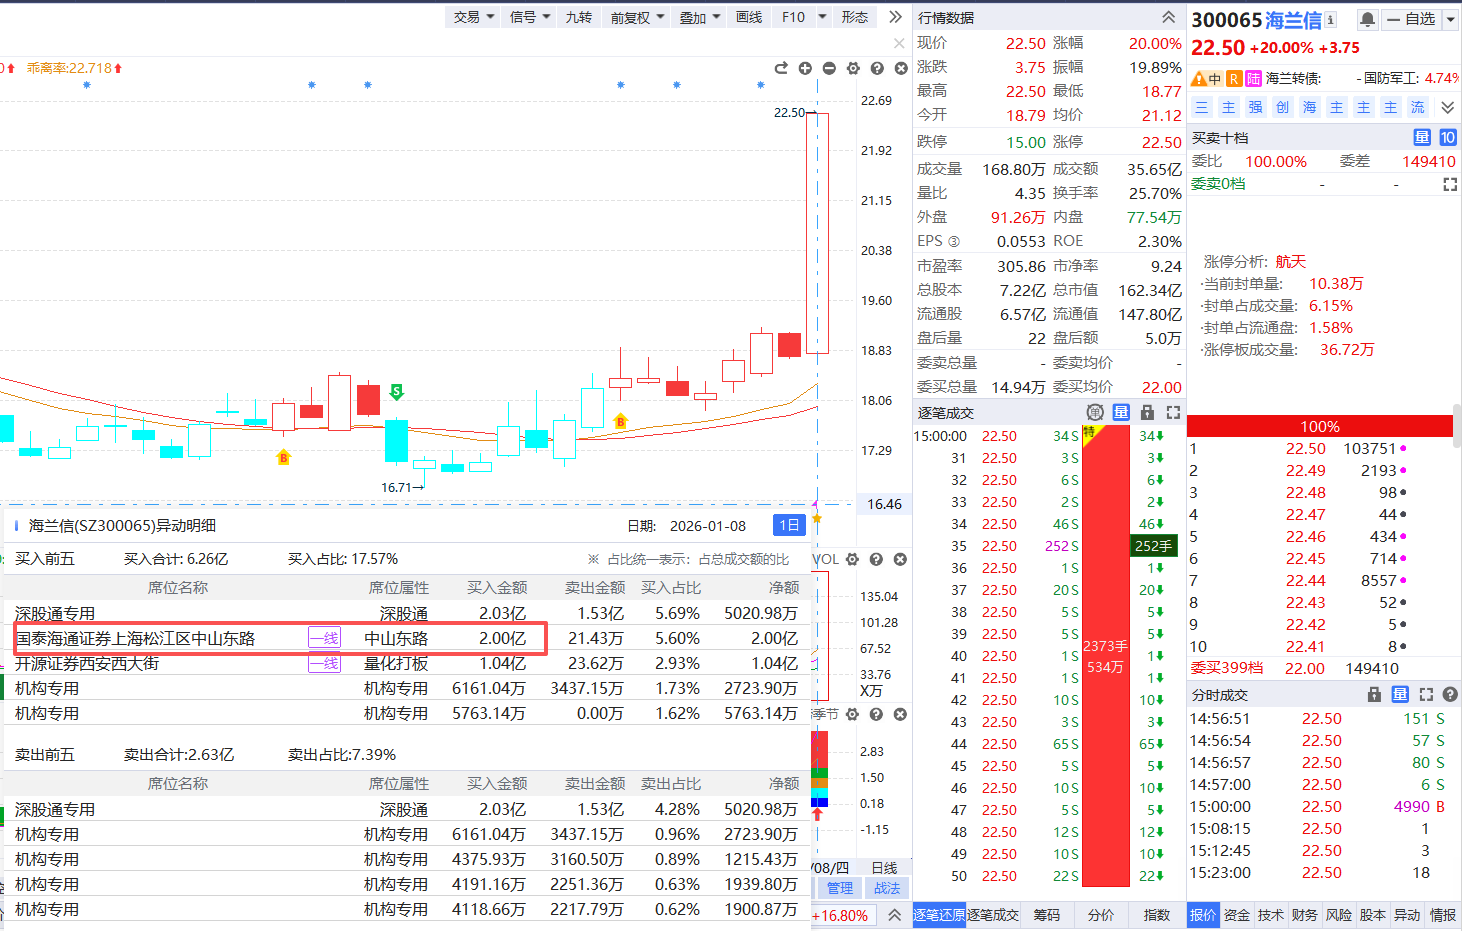 交易 信号 九转 前复权 叠加 画线 F10 形态
乖离率:22.718
22.69
21.92
21.15
20.38
19.60
18.83
18.06
17.29
16.46
22.50
16.71
S
B
B
海兰信(SZ300065)异动明细 日期: 2026-01-08 1日
买入前五 买入合计: 6.26亿 买入占比: 17.57% ※ 占比统一表示: 占总成交额的比
席位名称 席位属性 买入金额 卖出金额 买入占比 净额
深股通专用 深股通 2.03亿 1.53亿 5.69% 5020.98万
国泰海通证券上海松江区中山东路 一线 中山东路 2.00亿 21.43万 5.60% 2.00亿
开源证券西安西大街 一线 量化打板 1.04亿 23.62万 2.93% 1.04亿
机构专用 机构专用 6161.04万 3437.15万 1.73% 2723.90万
机构专用 机构专用 5763.14万 0.00万 1.62% 5763.14万
卖出前五 卖出合计:2.63亿 卖出占比:7.39%
席位名称 席位属性 买入金额 卖出金额 卖出占比 净额
深股通专用 深股通 2.03亿 1.53亿 4.28% 5020.98万
机构专用 机构专用 6161.04万 3437.15万 0.96% 2723.90万
机构专用 机构专用 4375.93万 3160.50万 0.89% 1215.43万
机构专用 机构专用 4191.16万 2251.36万 0.63% 1939.80万
机构专用 机构专用 4118.66万 2217.79万 0.62% 1900.87万
VOL
135.04
101.28
67.52
33.76
X万
季节
2.83
1.50
0.18
-1.15
/08/四 日线
管理 战法
+16.80%
行情数据
现价 22.50 涨幅 20.00%
涨跌 3.75 振幅 19.89%
最高 22.50 最低 18.77
今开 18.79 均价 21.12
跌停 15.00 涨停 22.50
成交量 168.80万 成交额 35.65亿
量比 4.35 换手率 25.70%
外盘 91.26万 内盘 77.54万
EPS ③ 0.0553 ROE 2.30%
市盈率 305.86 市净率 9.24
总股本 7.22亿 总市值 162.34亿
流通股 6.57亿 流通值 147.80亿
盘后量 22 盘后额 5.0万
委卖总量 - 委卖均价 -
委买总量 14.94万 委买均价 22.00
逐笔成交 单 量
15:00:00 22.50 34 S 特 34
31 22.50 3 S 3
32 22.50 6 S 6
33 22.50 2 S 2
34 22.50 46 S 46
35 22.50 252 S 252手
36 22.50 1 S 1
37 22.50 20 S 20
38 22.50 5 S 5
39 22.50 5 S 5
40 22.50 1 S 2373手 1
41 22.50 1 S 534万 1
42 22.50 10 S 10
43 22.50 3 S 3
44 22.50 65 S 65
45 22.50 5 S 5
46 22.50 10 S 10
47 22.50 5 S 5
48 22.50 12 S 12
49 22.50 10 S 10
50 22.50 22 S 22
逐笔还原 逐笔成交 筹码 分价 指数
300065 海兰信 自选
22.50 +20.00% +3.75
中 R 陆 海兰转债: - 国防军工: 4.74%
三 主 强 创 海 主 主 主 流
买卖十档 量 10
委比 100.00% 委差 149410
委卖0档 - -
涨停分析: 航天
·当前封单量: 10.38万
·封单占成交量: 6.15%
·封单占流通盘: 1.58%
·涨停板成交量: 36.72万
100%
1 22.50 103751
2 22.49 2193
3 22.48 98
4 22.47 44
5 22.46 434
6 22.45 714
7 22.44 8557
8 22.43 52
9 22.42 5
10 22.41 8
委买399档 22.00 149410
分时成交 量
14:56:51 22.50 151 S
14:56:54 22.50 57 S
14:56:57 22.50 80 S
14:57:00 22.50 6 S
15:00:00 22.50 4990 B
15:08:15 22.50 1
15:12:45 22.50 3
15:23:00 22.50 18
报价 资金 技术 财务 风险 股本 异动 情报